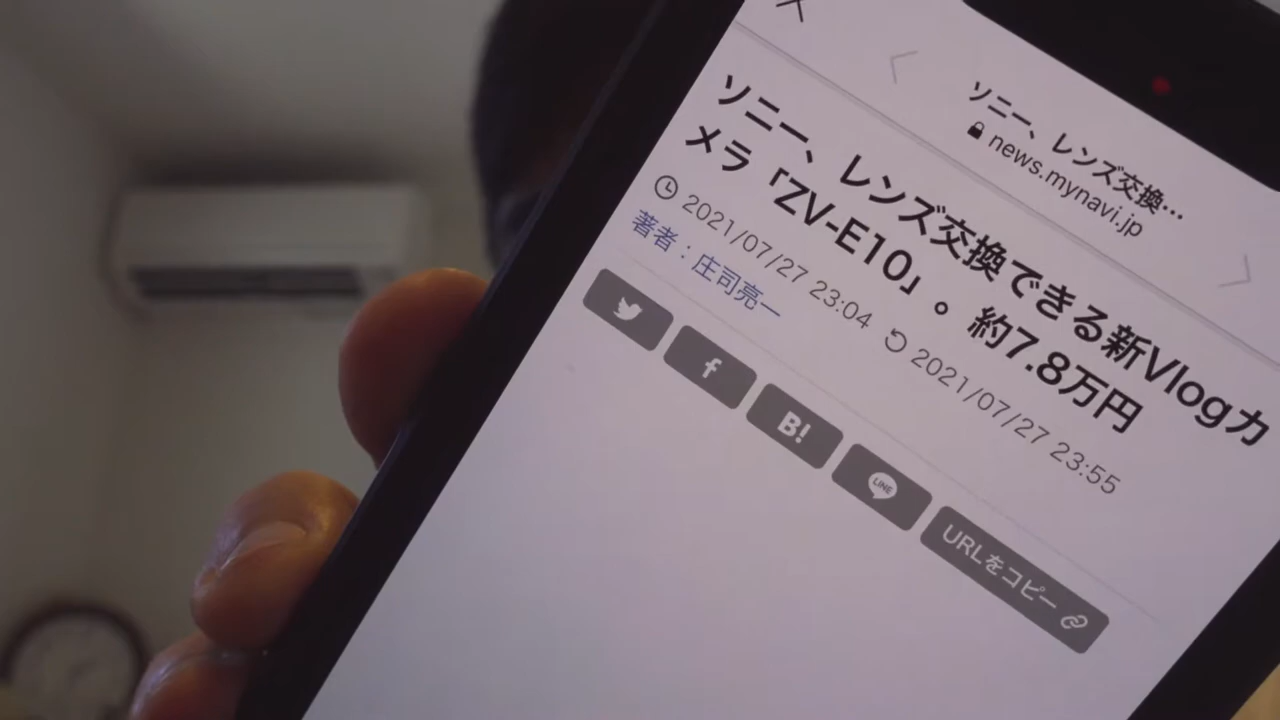 ソニー、レンズ交換…
news.mynavi.jp
ソニー、レンズ交換できる新Vlogカ
メラ「ZV-E10」。約7.8万円
2021/07/27 23:04 2021/07/27 23:55
著者：庄司亮一
f
B!
LINE
URLをコピー